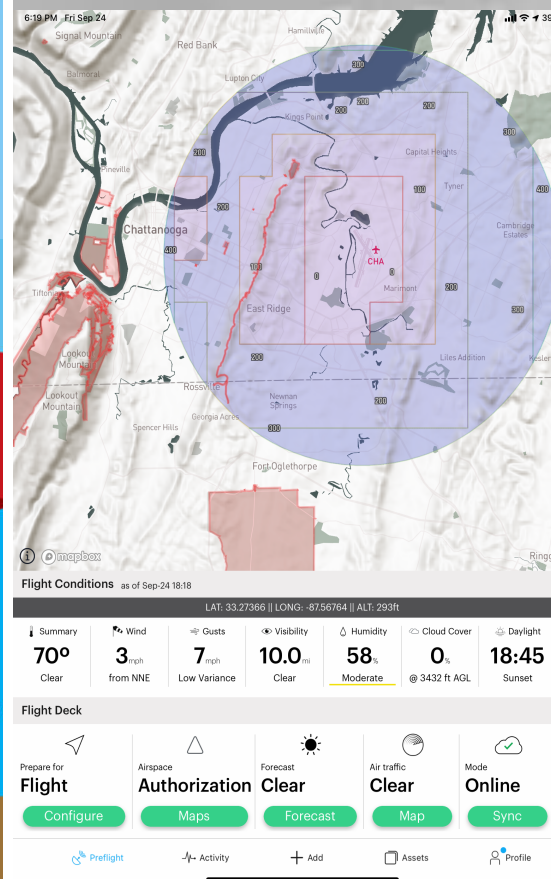 6:19 PM Fri Sep 24
39
Signal Mountain
Hamillville
Red Bank
300
Balmoral
Lupton City
200
200
200
Kings Point
300
200
Capital Heights
Pineville
Tyner
100
400
200
Chattanooga
Cambridge
Estates
400
CHA
100
0
0
Marimont
200
Tiftonia
East Ridge
300
200
Liles Addition
Lookout
Mountain
Rossville
Lookout
Mountain
Newnan
Springs
200
Georgia Acres
Spencer Hills
300
Fort Oglethorpe
mapbox
Ringg
Flight Conditions as of Sep-24 18:18
LAT: 33.27366 || LONG: -87.56764 || ALT: 293ft
Summary Wind Gusts Visibility Humidity Cloud Cover Daylight
70º 3mph 7mph 10.0mi 58% 0% 18:45
Clear from NNE Low Variance Clear Moderate @ 3432 ft AGL Sunset
Flight Deck
Prepare for Airspace Forecast Air traffic Mode
Flight Authorization Clear Clear Online
Configure Maps Forecast Map Sync
Preflight Activity Add Assets Profile